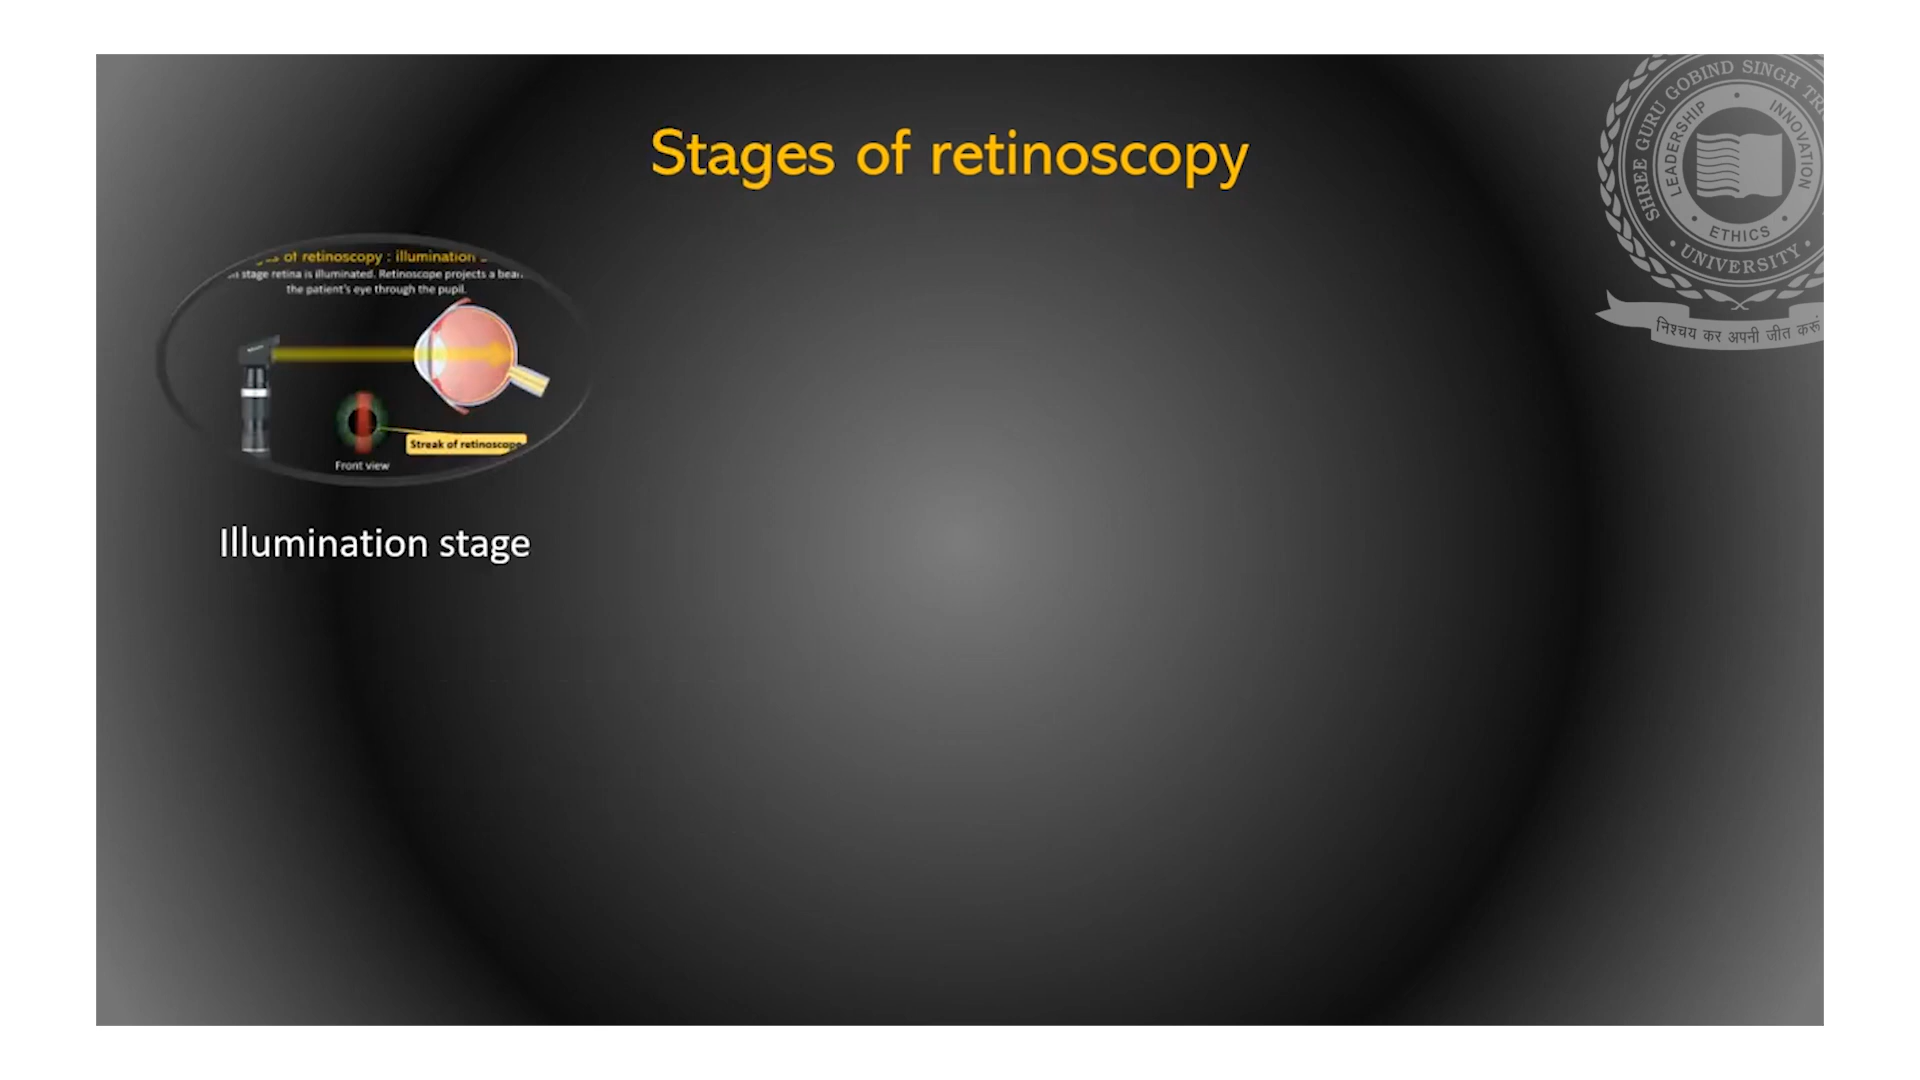 Stages of retinoscopy
of retinoscopy : illumination
stage retina is illuminated. Retinoscope projects a
the patient's eye through the pupil.
Streak of retinoscope
Front view
Illumination stage
SHREE GURU GOBIND SINGH
LEADERSHIP
INNOVATION
ETHICS
UNIVERSITY
निश्चय कर अपनी जीत करूं